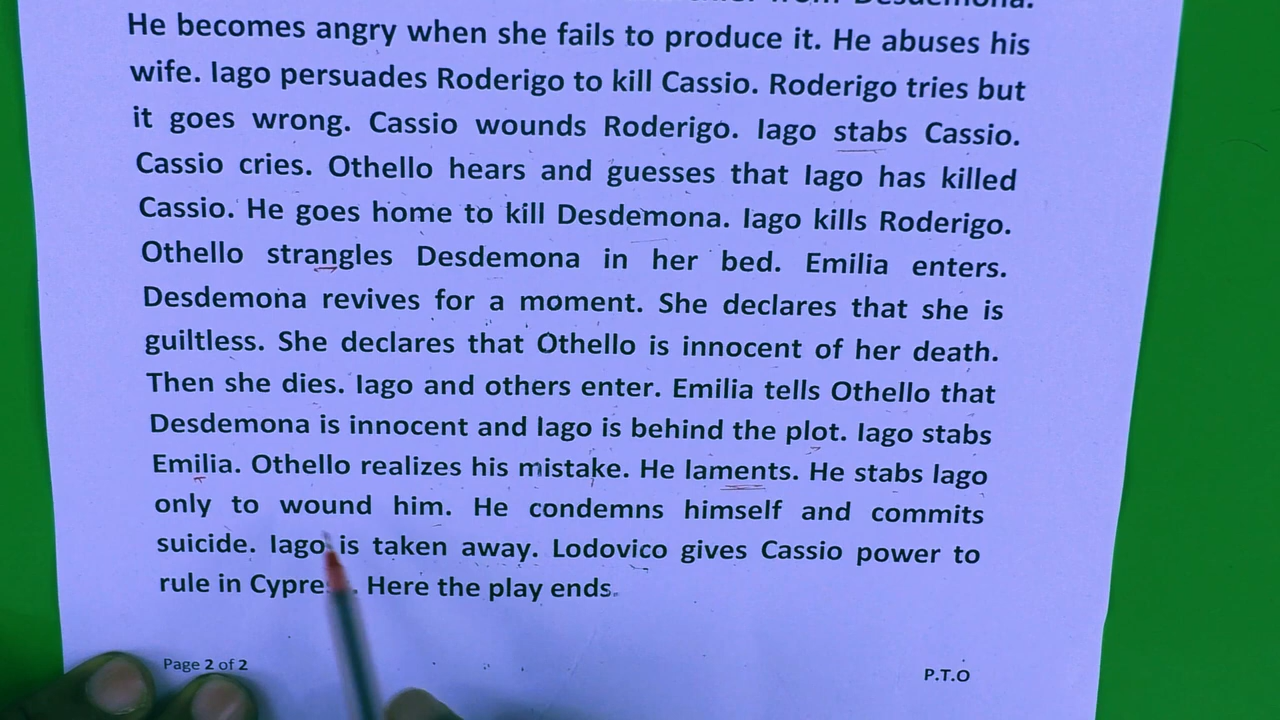 from Desdemona.
He becomes angry when she fails to produce it. He abuses his
wife. Iago persuades Roderigo to kill Cassio. Roderigo tries but
it goes wrong. Cassio wounds Roderigo. Iago stabs Cassio.
Cassio cries. Othello hears and guesses that Iago has killed
Cassio. He goes home to kill Desdemona. Iago kills Roderigo.
Othello strangles Desdemona in her bed. Emilia enters.
Desdemona revives for a moment. She declares that she is
guiltless. She declares that Othello is innocent of her death.
Then she dies. Iago and others enter. Emilia tells Othello that
Desdemona is innocent and Iago is behind the plot. Iago stabs
Emilia. Othello realizes his mistake. He laments. He stabs Iago
only to wound him. He condemns himself and commits
suicide. Iago is taken away. Lodovico gives Cassio power to
rule in Here the play ends.
Page 2 of 2
P.T.O